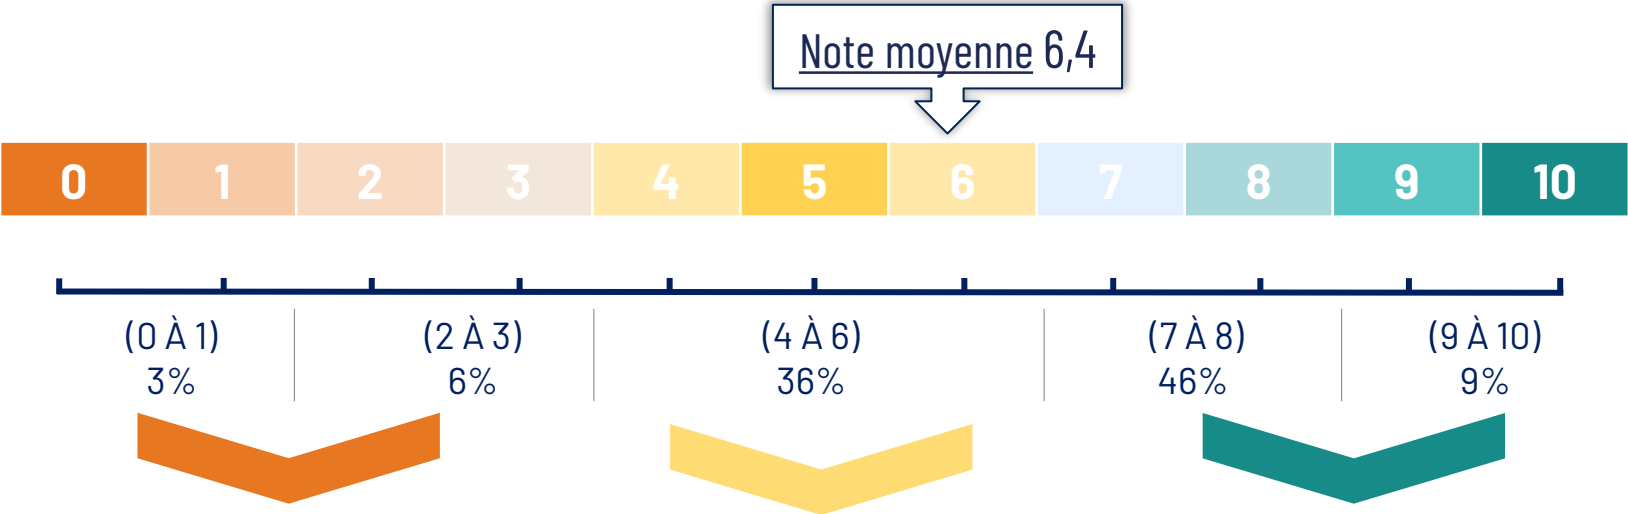 Note moyenne 6,4
0 1 2 3 4 5 6 7 8 9 10
(0 À 1) (2 À 3) (4 À 6) (7 À 8) (9 À 10)
3% 6% 36% 46% 9%